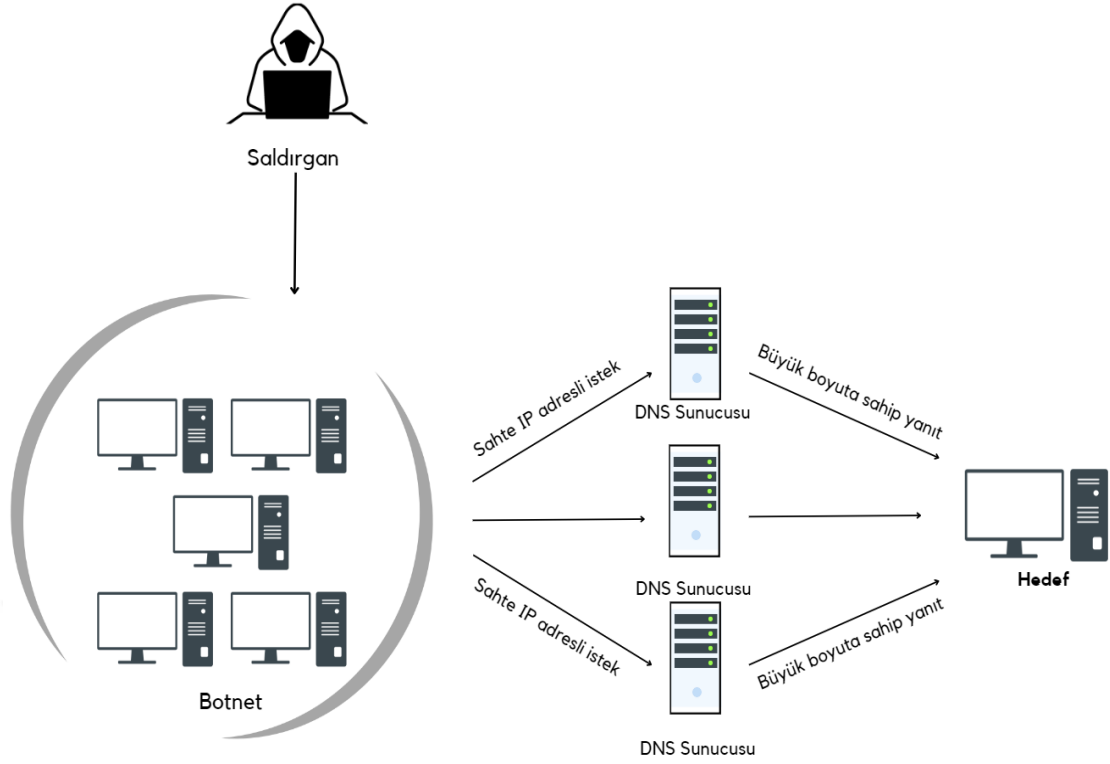 Saldırgan
Sahte IP adresli istek
Büyük boyuta sahip yanıt
DNS Sunucusu
Hedef
DNS Sunucusu
Sahte IP adresli istek
Büyük boyuta sahip yanıt
Botnet
DNS Sunucusu